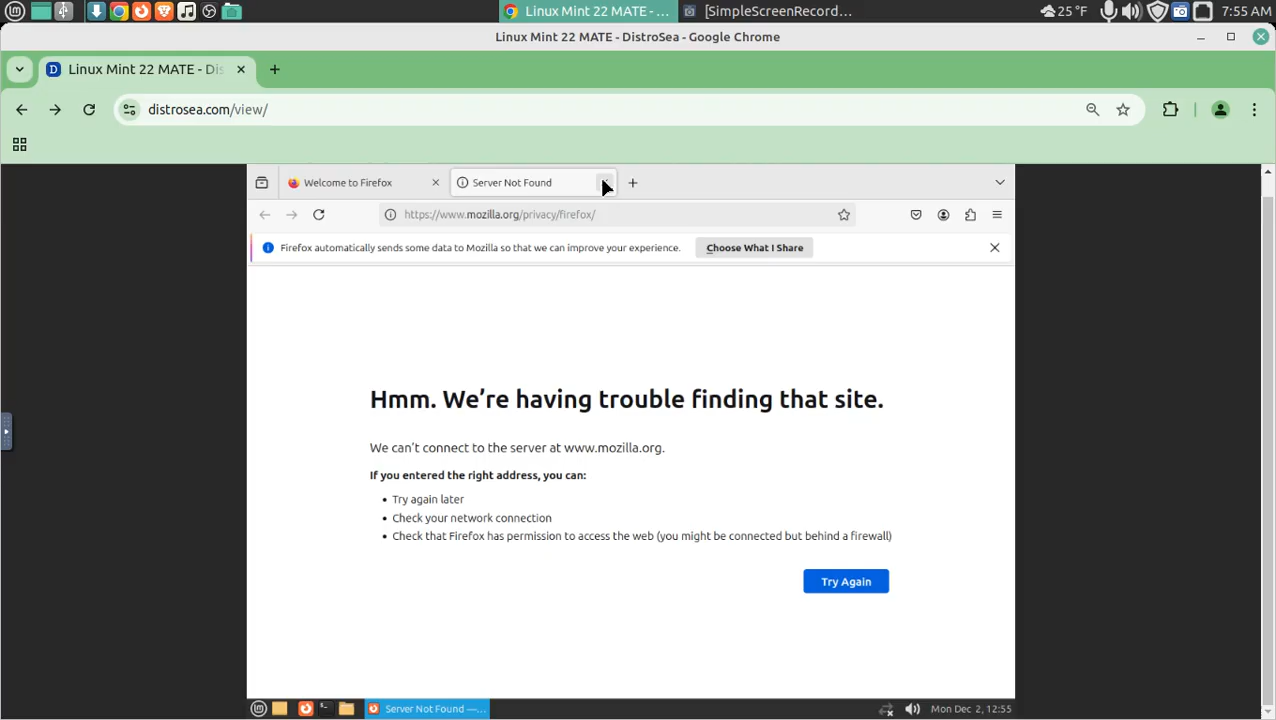 Linux Mint 22 MATE - ...
[SimpleScreenRecord...
25°F
7:55 AM
Linux Mint 22 MATE - DistroSea - Google Chrome
Linux Mint 22 MATE - Dis
distrosea.com/view/
Welcome to Firefox
Server Not Found
https://www.mozilla.org/privacy/firefox/
Firefox automatically sends some data to Mozilla so that we can improve your experience.
Choose What I Share
Hmm. We’re having trouble finding that site.
We can’t connect to the server at www.mozilla.org.
If you entered the right address, you can:
Try again later
Check your network connection
Check that Firefox has permission to access the web (you might be connected but behind a firewall)
Try Again
Server Not Found —...
Mon Dec 2, 12:55